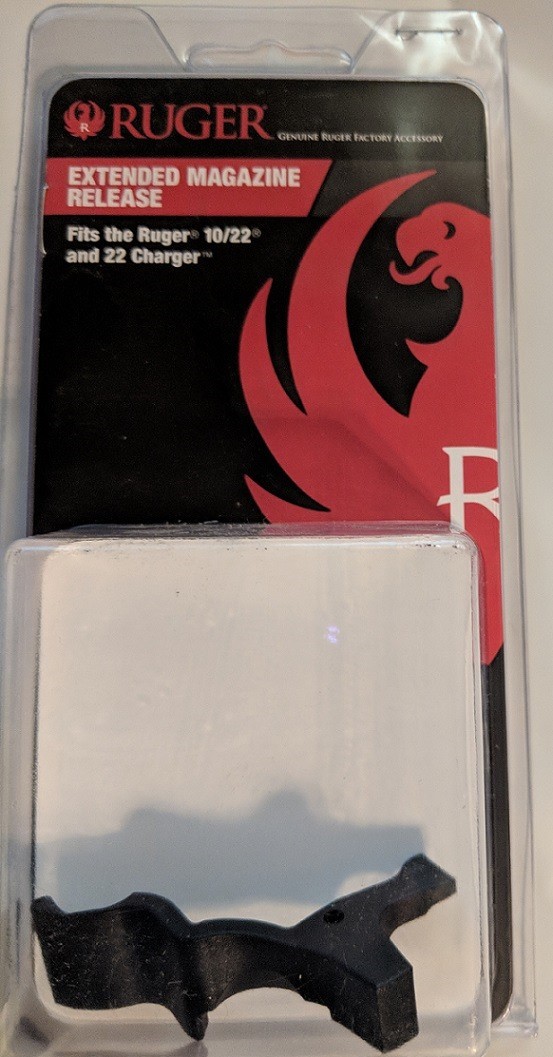 R RUGER®
GENUINE RUGER FACTORY ACCESSORY
EXTENDED MAGAZINE
RELEASE
Fits the Ruger® 10/22®
and 22 Charger™
R